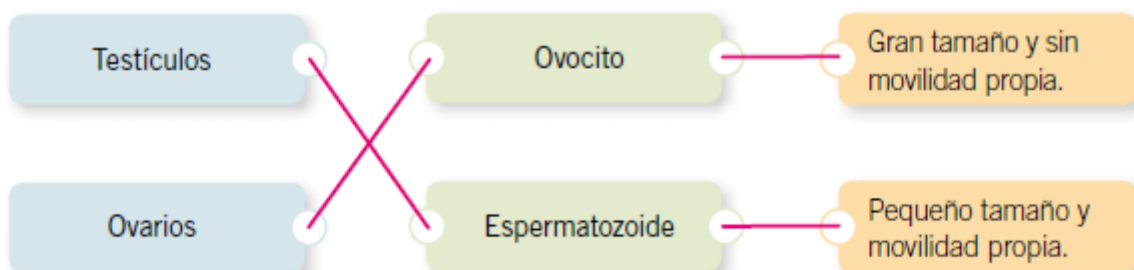 Testículos
Ovocito
Gran tamaño y sin
movilidad propia.
Ovarios
Espermatozoide
Pequeño tamaño y
movilidad propia.